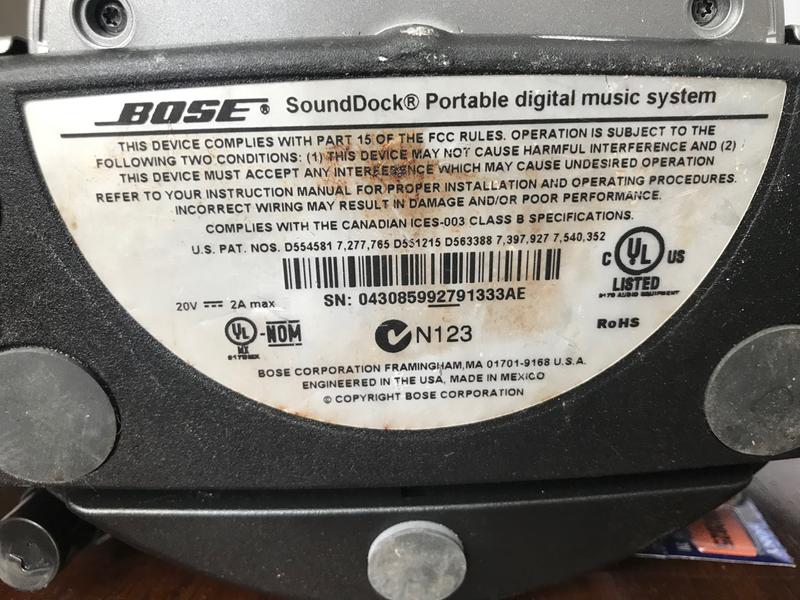 BOSE® SoundDock® Portable digital music system
THIS DEVICE COMPLIES WITH PART 15 OF THE FCC RULES. OPERATION IS SUBJECT TO THE
FOLLOWING TWO CONDITIONS: (1) THIS DEVICE MAY NOT CAUSE HARMFUL INTERFERENCE AND (2)
THIS DEVICE MUST ACCEPT ANY INTERFERENCE WHICH MAY CAUSE UNDESIRED OPERATION
REFER TO YOUR INSTRUCTION MANUAL FOR PROPER INSTALLATION AND OPERATING PROCEDURES.
INCORRECT WIRING MAY RESULT IN DAMAGE AND/OR POOR PERFORMANCE.
COMPLIES WITH THE CANADIAN ICES-003 CLASS B SPECIFICATIONS.
U.S. PAT. NOS. D554581 7,277,765 D551215 D563388 7,397,927 7,540,352
C UL US
LISTED
917D AUDIO EQUIPMENT
SN: 043085992791333AE
20V 2A max
UL -NOM
MX
917DMX
N123
RoHS
BOSE CORPORATION FRAMINGHAM,MA 01701-9168 U.S.A.
ENGINEERED IN THE USA, MADE IN MEXICO
© COPYRIGHT BOSE CORPORATION